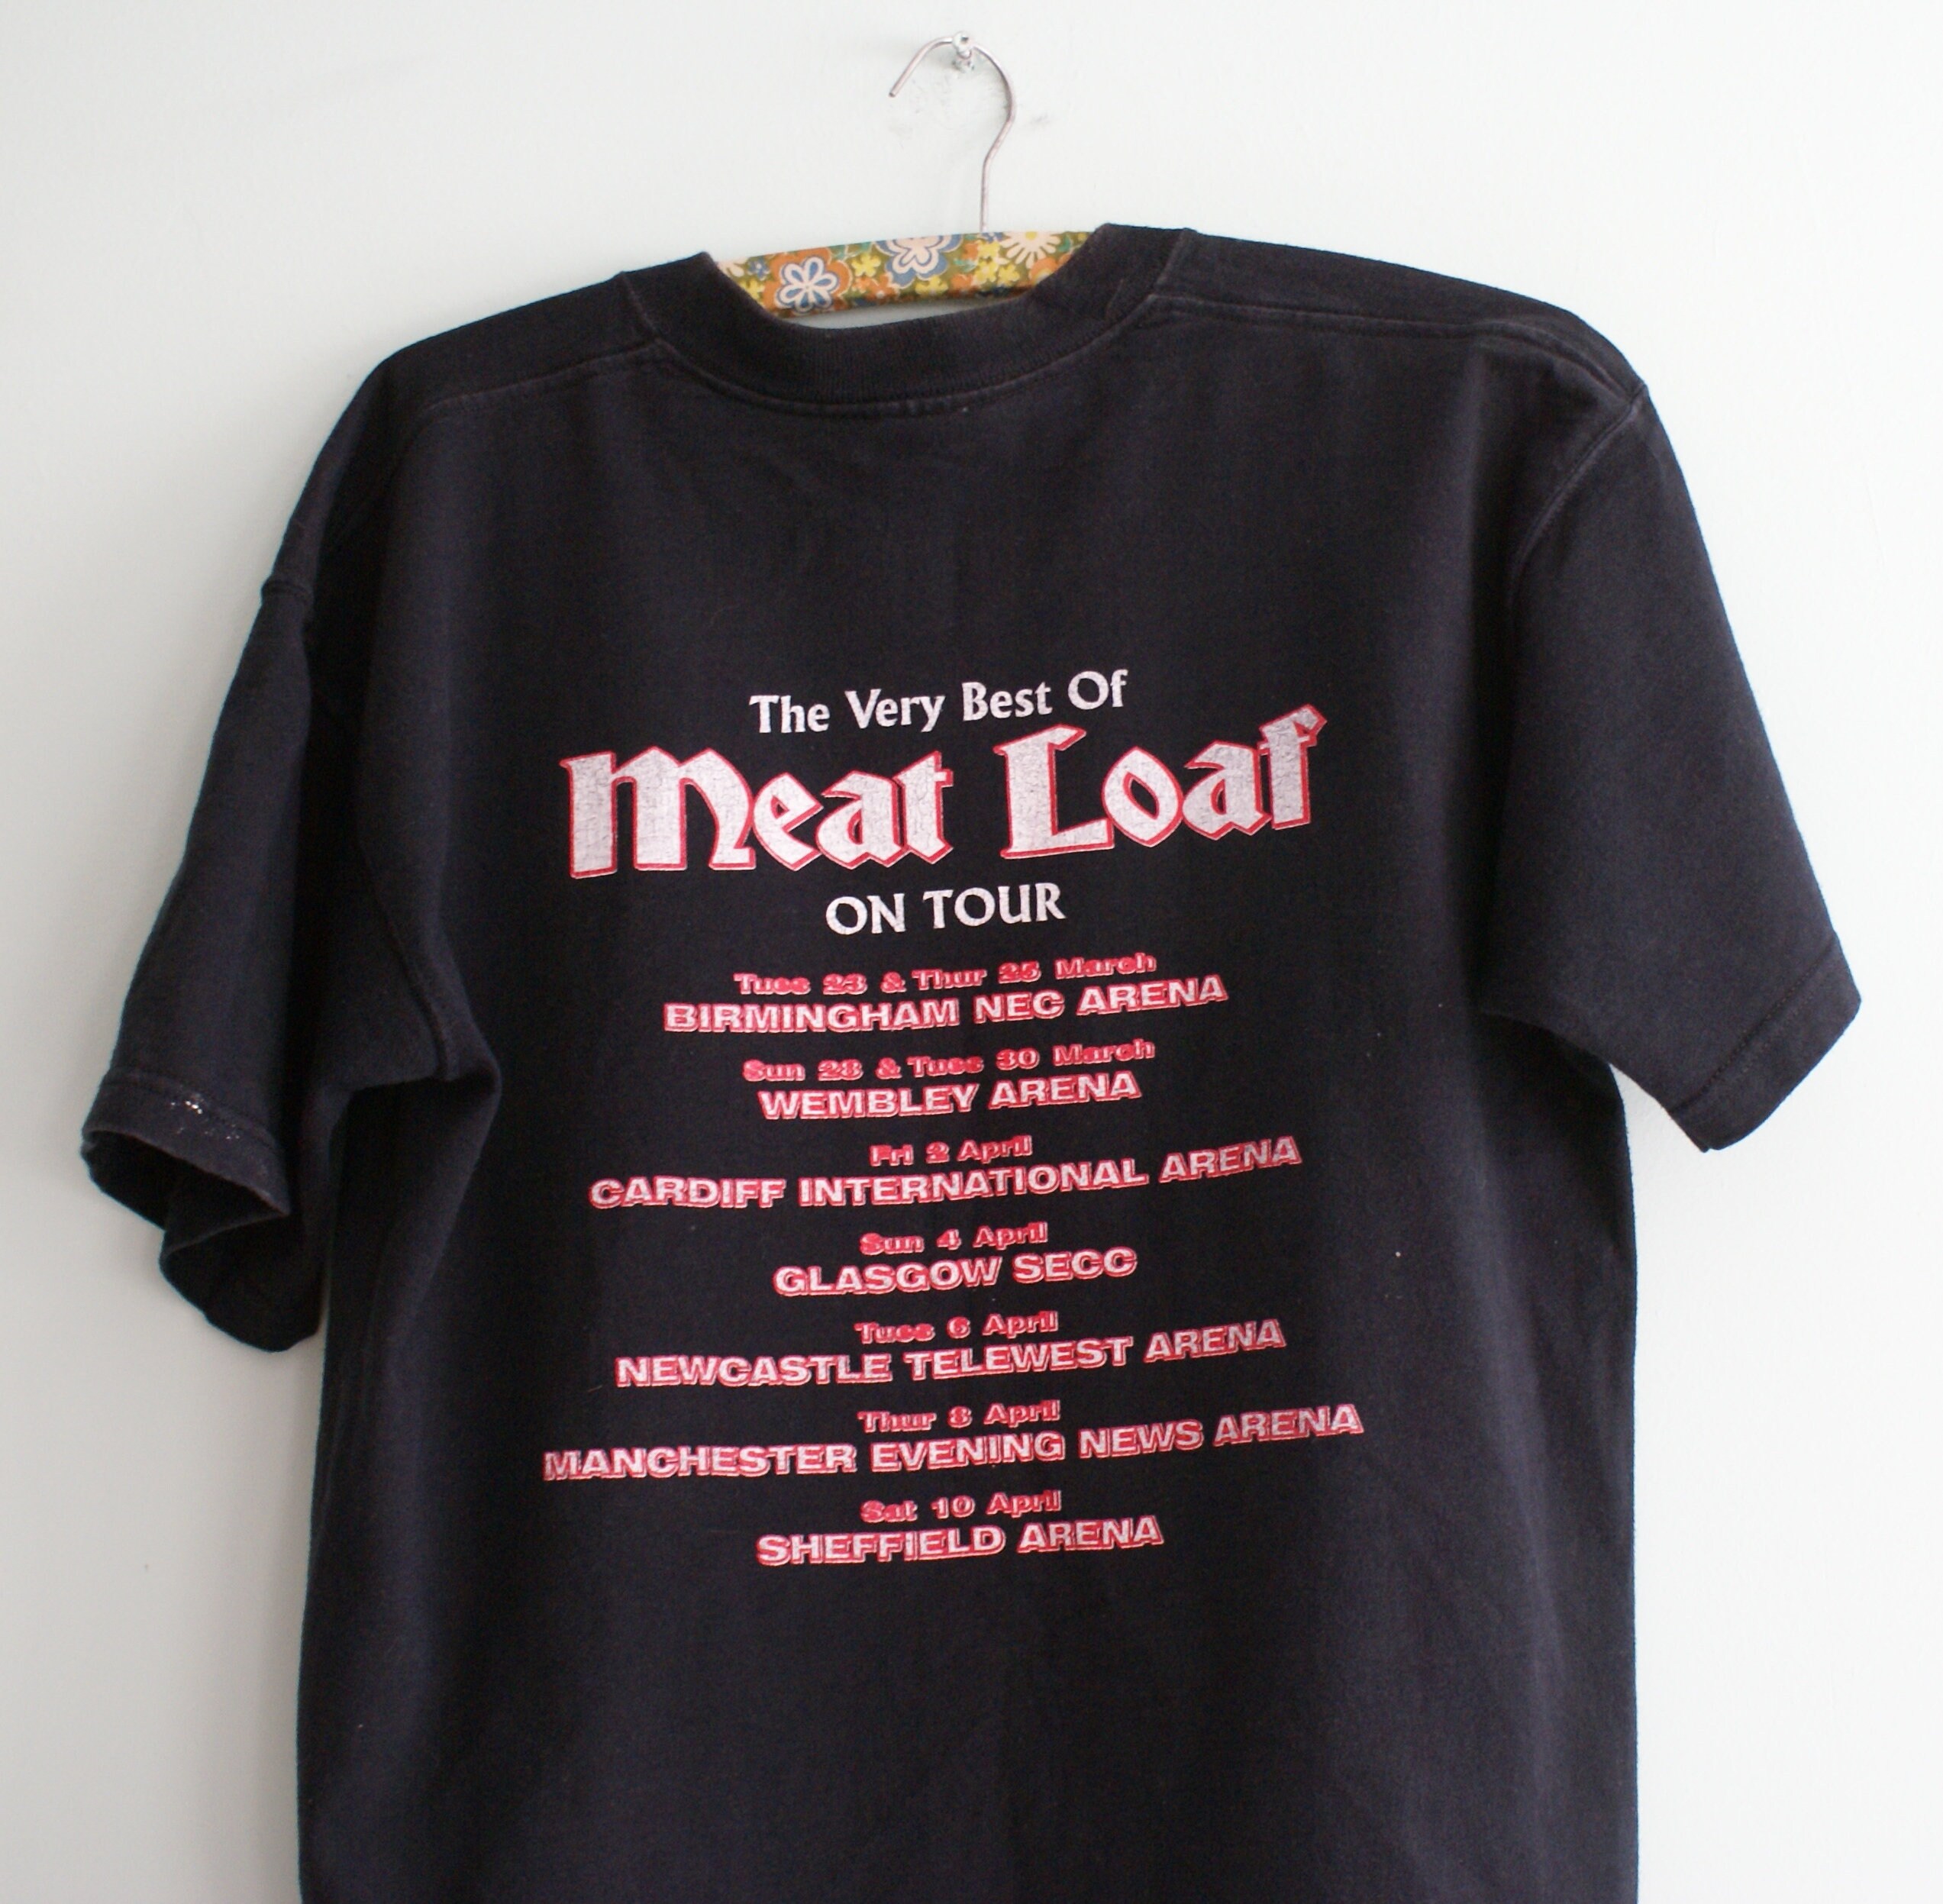 The Very Best Of
Meat Loaf
ON TOUR
Tues 23 & Thur 25 March
BIRMINGHAM NEC ARENA
Sun 28 & Tues 30 March
WEMBLEY ARENA
Fri 2 April
CARDIFF INTERNATIONAL ARENA
Sun 4 April
GLASGOW SECC
Tues 6 April
NEWCASTLE TELEWEST ARENA
Thur 8 April
MANCHESTER EVENING NEWS ARENA
Sat 10 April
SHEFFIELD ARENA